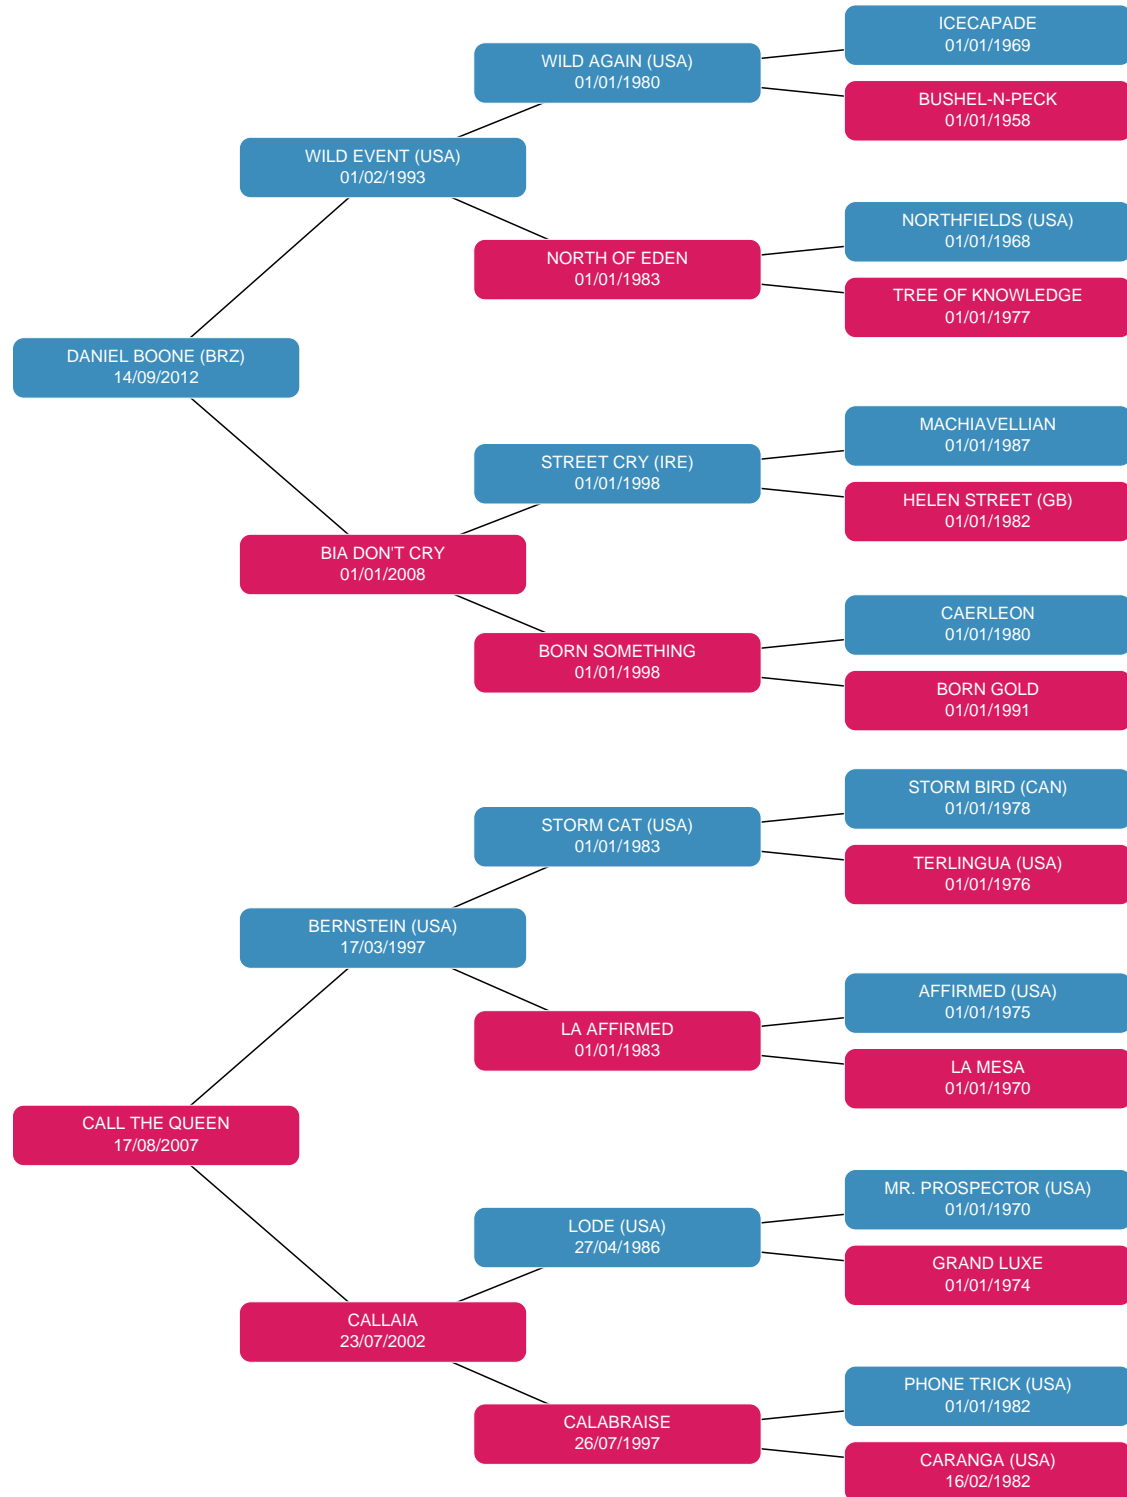 ICECAPADE
01/01/1969
WILD AGAIN (USA)
01/01/1980
BUSHEL-N-PECK
01/01/1958
WILD EVENT (USA)
01/02/1993
NORTHFIELDS (USA)
01/01/1968
NORTH OF EDEN
01/01/1983
TREE OF KNOWLEDGE
01/01/1977
DANIEL BOONE (BRZ)
14/09/2012
MACHIAVELLIAN
01/01/1987
STREET CRY (IRE)
01/01/1998
HELEN STREET (GB)
01/01/1982
BIA DON'T CRY
01/01/2008
CAERLEON
01/01/1980
BORN SOMETHING
01/01/1998
BORN GOLD
01/01/1991
STORM BIRD (CAN)
01/01/1978
STORM CAT (USA)
01/01/1983
TERLINGUA (USA)
01/01/1976
BERNSTEIN (USA)
17/03/1997
AFFIRMED (USA)
01/01/1975
LA AFFIRMED
01/01/1983
LA MESA
01/01/1970
CALL THE QUEEN
17/08/2007
MR. PROSPECTOR (USA)
01/01/1970
LODE (USA)
27/04/1986
GRAND LUXE
01/01/1974
CALLAIA
23/07/2002
PHONE TRICK (USA)
01/01/1982
CALABRAISE
26/07/1997
CARANGA (USA)
16/02/1982